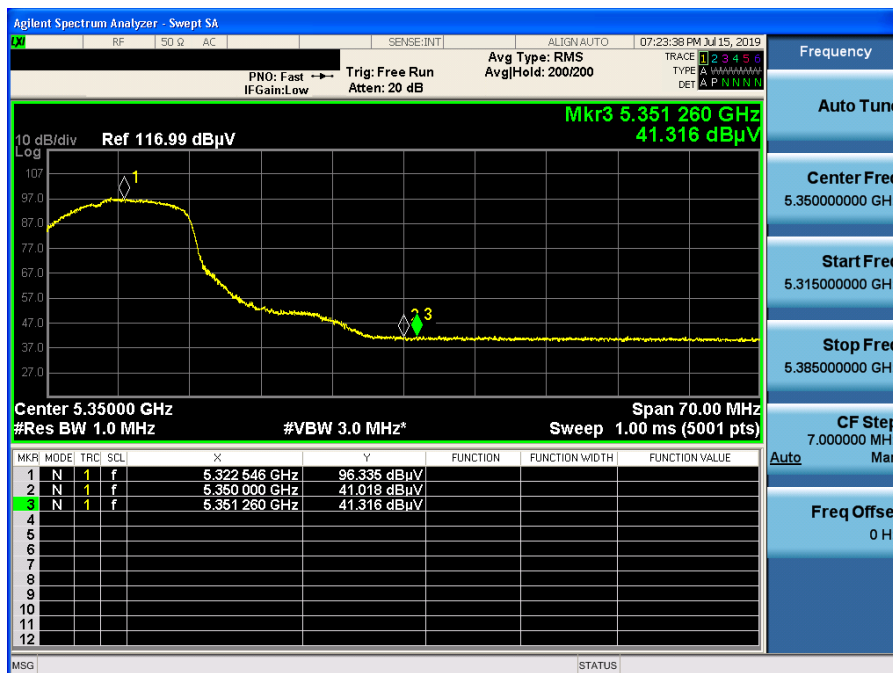 Agilent Spectrum Analyzer - Swept SA
LXI RF 50 Ω AC SENSE:INT ALIGN AUTO 07:23:38 PM Jul 15, 2019
Frequency
PNO: Fast Trig: Free Run Avg Type: RMS TRACE 1 2 3 4 5 6
IFGain:Low Atten: 20 dB Avg|Hold: 200/200 TYPE A WWWWW
DET A P N N N N
Auto Tune
Mkr3 5.351 260 GHz
41.316 dBµV
10 dB/div Ref 116.99 dBµV
Log
107
97.0
87.0
77.0
67.0
57.0
47.0
37.0
27.0
1
2 3
Center 5.35000 GHz Span 70.00 MHz
#Res BW 1.0 MHz #VBW 3.0 MHz* Sweep 1.00 ms (5001 pts)
Center Freq
5.350000000 GH
Start Freq
5.315000000 GH
Stop Freq
5.385000000 GH
CF Step
7.000000 MH
Auto Man
Freq Offse
0 H
MKR MODE TRC SCL X Y FUNCTION FUNCTION WIDTH FUNCTION VALUE
1 N 1 f 5.322 546 GHz 96.335 dBµV
2 N 1 f 5.350 000 GHz 41.018 dBµV
3 N 1 f 5.351 260 GHz 41.316 dBµV
4
5
6
7
8
9
10
11
12
MSG STATUS